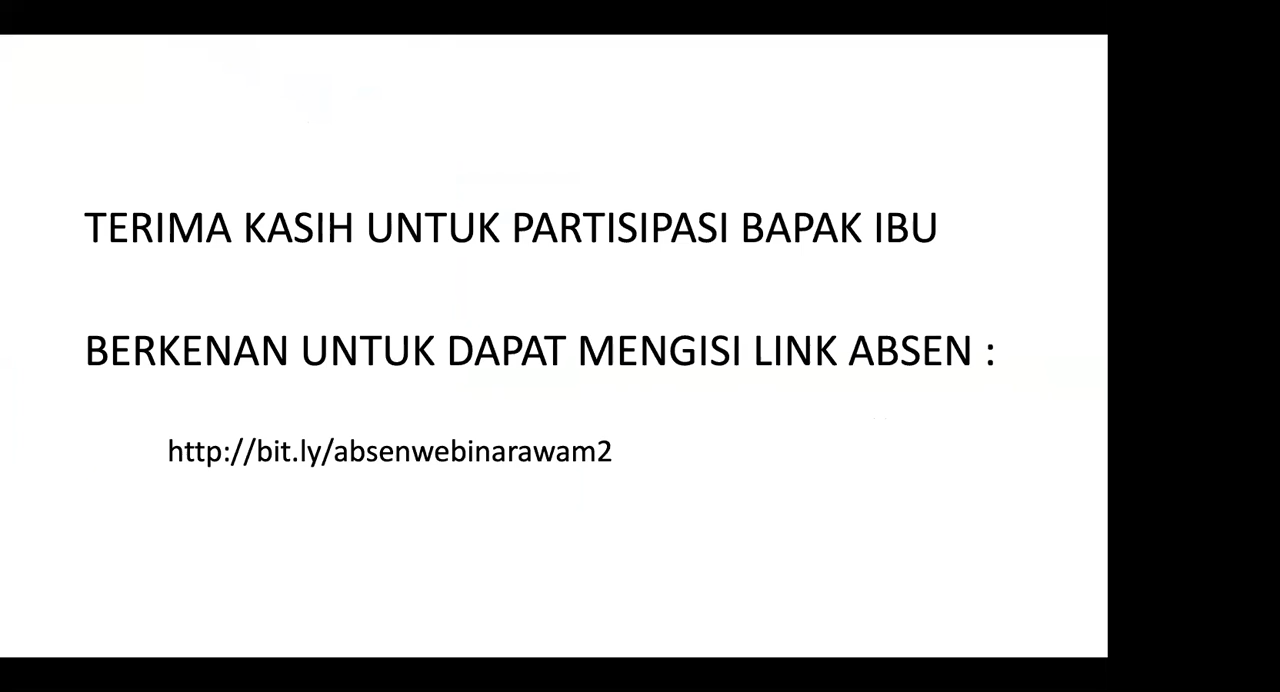 TERIMA KASIH UNTUK PARTISIPASI BAPAK IBU
BERKENAN UNTUK DAPAT MENGISI LINK ABSEN :
http://bit.ly/absenwebinarawam2